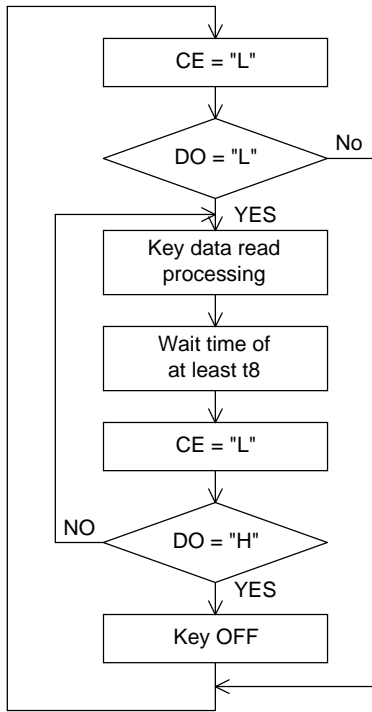 CE = "L"
DO = "L"
No
YES
Key data read
processing
Wait time of
at least t8
CE = "L"
DO = "H"
NO
YES
Key OFF